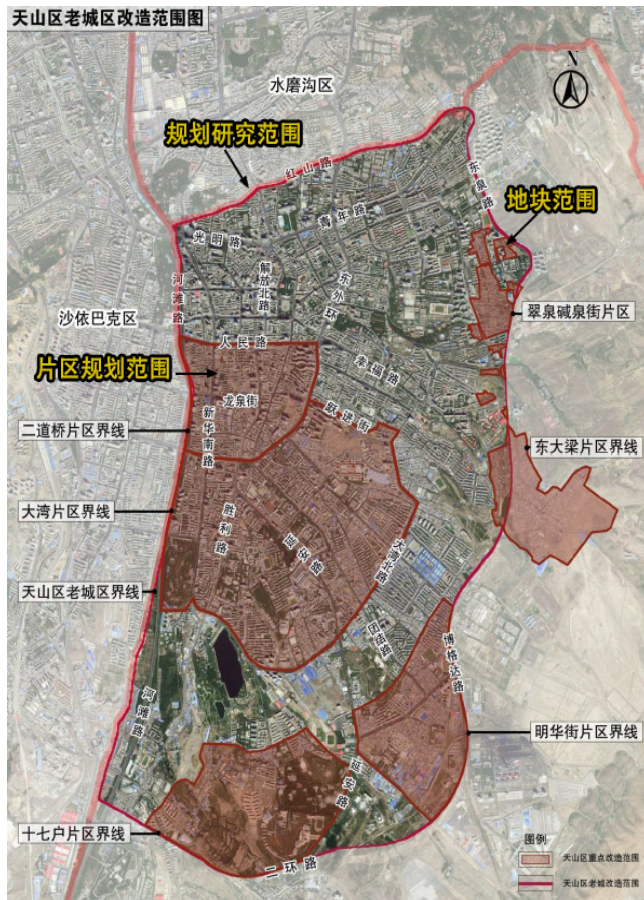 天山区老城区改造范围图
N
水磨沟区
规划研究范围
红山路
东泉路
地块范围
青年路
光明路
解放北路
东外环
河滩路
沙依巴克区
翠泉碱泉街片区
人民路
片区规划范围
幸福路
龙泉街
跃进街
新华南路
二道桥片区界线
东大梁片区界线
大湾片区界线
胜利路
延安路
大湾北路
天山区老城区界线
团结路
博格达路
河滩路
明华街片区界线
延安路
十七户片区界线
二环路
图例
天山区重点改造范围
天山区老城改造范围